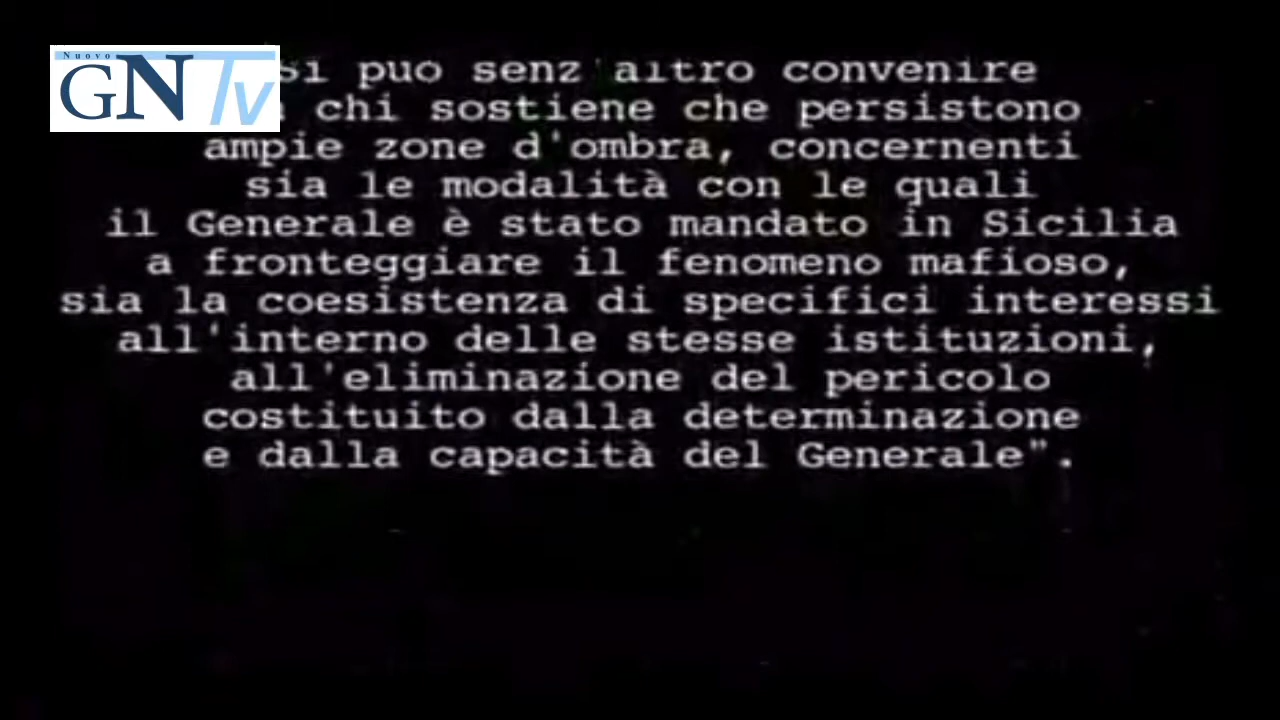 Nuovo
GN Tv
si può senz'altro convenire
chi sostiene che persistono
ampie zone d'ombra, concernenti
sia le modalità con le quali
il Generale è stato mandato in Sicilia
a fronteggiare il fenomeno mafioso,
sia la coesistenza di specifici interessi
all'interno delle stesse istituzioni,
all'eliminazione del pericolo
costituito dalla determinazione
e dalla capacità del Generale".